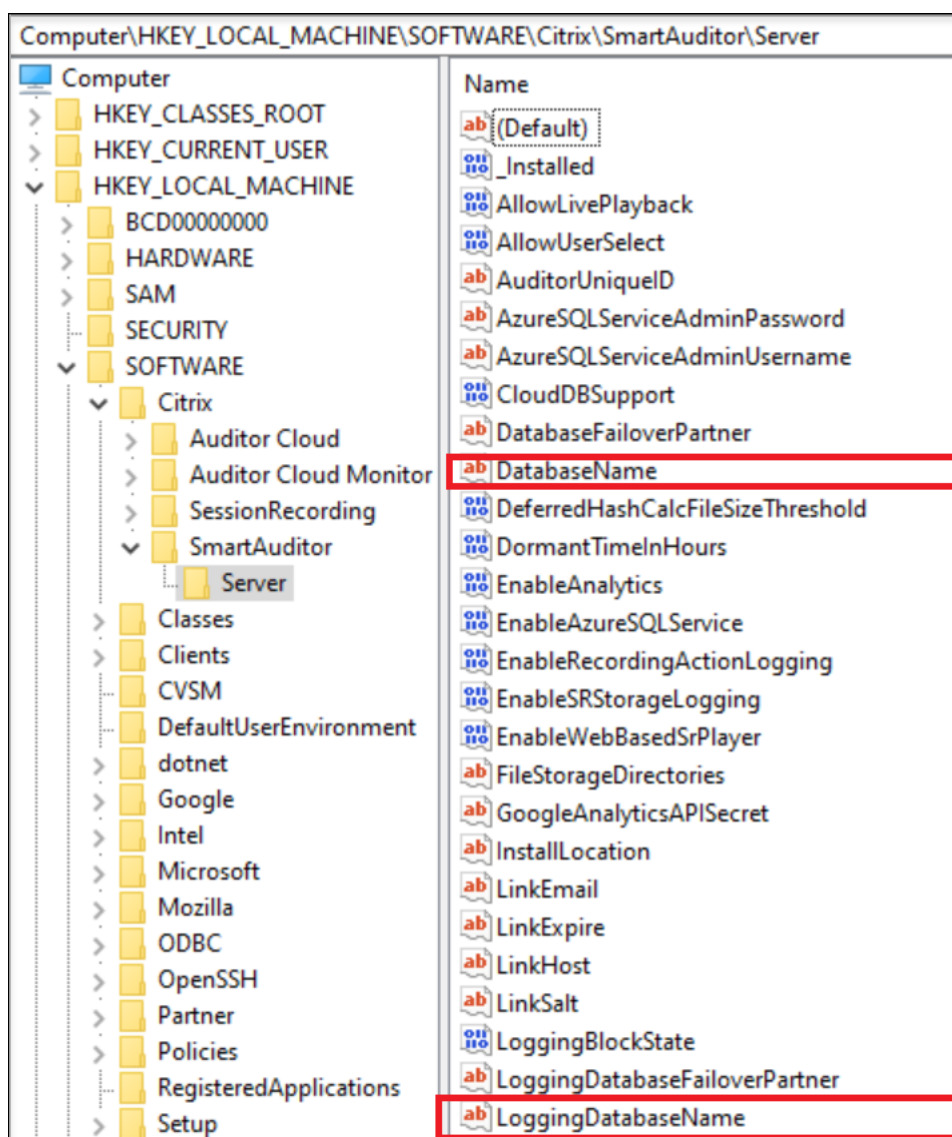 Computer\HKEY_LOCAL_MACHINE\SOFTWARE\Citrix\SmartAuditor\Server
Computer
HKEY_CLASSES_ROOT
HKEY_CURRENT_USER
HKEY_LOCAL_MACHINE
BCD00000000
HARDWARE
SAM
SECURITY
SOFTWARE
Citrix
Auditor Cloud
Auditor Cloud Monitor
SessionRecording
SmartAuditor
Server
Classes
Clients
CVSM
DefaultUserEnvironment
dotnet
Google
Intel
Microsoft
Mozilla
ODBC
OpenSSH
Partner
Policies
RegisteredApplications
Setup
Name
(Default)
_Installed
AllowLivePlayback
AllowUserSelect
AuditorUniqueID
AzureSQLServiceAdminPassword
AzureSQLServiceAdminUsername
CloudDBSupport
DatabaseFailoverPartner
DatabaseName
DeferredHashCalcFileSizeThreshold
DormantTimeInHours
EnableAnalytics
EnableAzureSQLService
EnableRecordingActionLogging
EnableSRStorageLogging
EnableWebBasedSrPlayer
FileStorageDirectories
GoogleAnalyticsAPISecret
InstallLocation
LinkEmail
LinkExpire
LinkHost
LinkSalt
LoggingBlockState
LoggingDatabaseFailoverPartner
LoggingDatabaseName